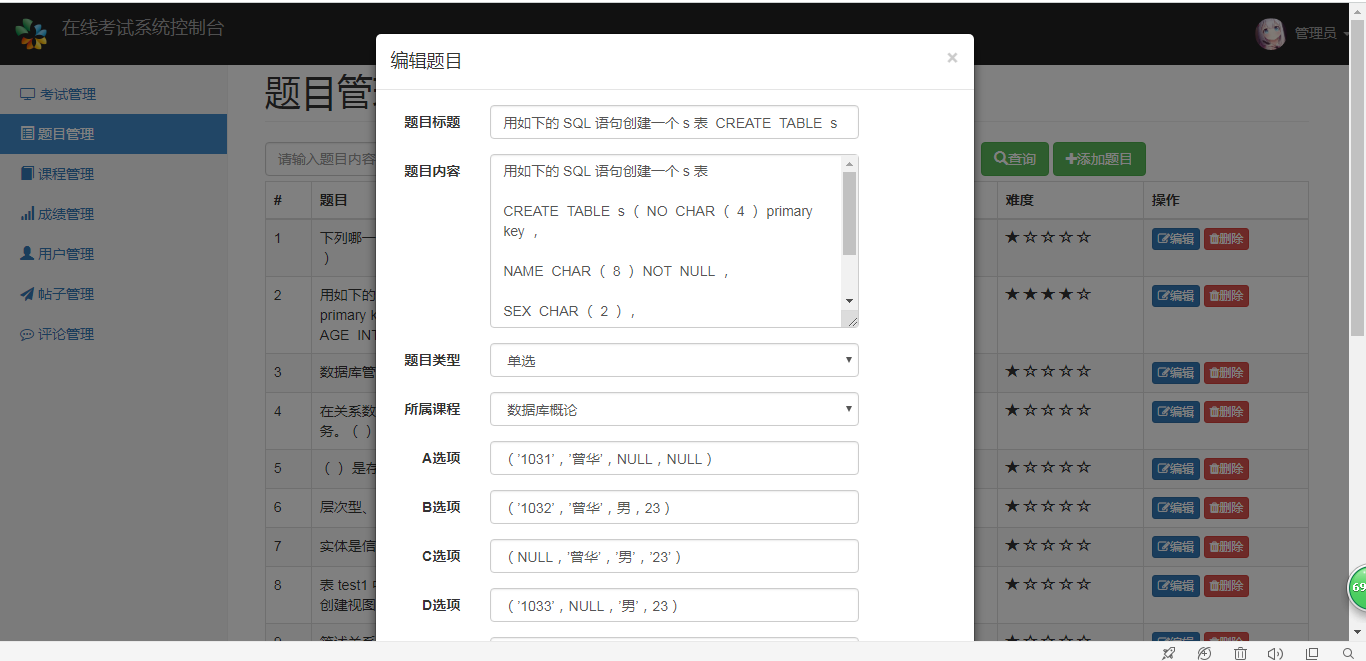 在线考试系统控制台
管理员
编辑题目
×
考试管理
题目管理
课程管理
成绩管理
用户管理
帖子管理
评论管理
题目管
请输入题目内容
查询
添加题目
# 题目 难度 操作
1 下列哪一 ★☆☆☆☆ 编辑 删除
）
2 用如下的 ★★★★☆ 编辑 删除
primary k
AGE INT
3 数据库管 ★☆☆☆☆ 编辑 删除
4 在关系数 ★☆☆☆☆ 编辑 删除
务。（ ）
5 （ ）是存 ★☆☆☆☆ 编辑 删除
6 层次型、 ★☆☆☆☆ 编辑 删除
7 实体是信 ★☆☆☆☆ 编辑 删除
8 表 test1 ★☆☆☆☆ 编辑 删除
创建视图
题目标题 用如下的 SQL 语句创建一个 s 表 CREATE TABLE s
题目内容 用如下的 SQL 语句创建一个 s 表
CREATE TABLE s ( NO CHAR ( 4 ) primary
key ,
NAME CHAR ( 8 ) NOT NULL ,
SEX CHAR ( 2 ) ,
题目类型 单选
所属课程 数据库概论
A选项 （ '1031' , '曾华' , NULL , NULL ）
B选项 （ '1032' , '曾华' , 男 , 23 ）
C选项 （ NULL , '曾华' , '男' , '23' ）
D选项 （ '1033' , NULL , '男' , 23 ）
69